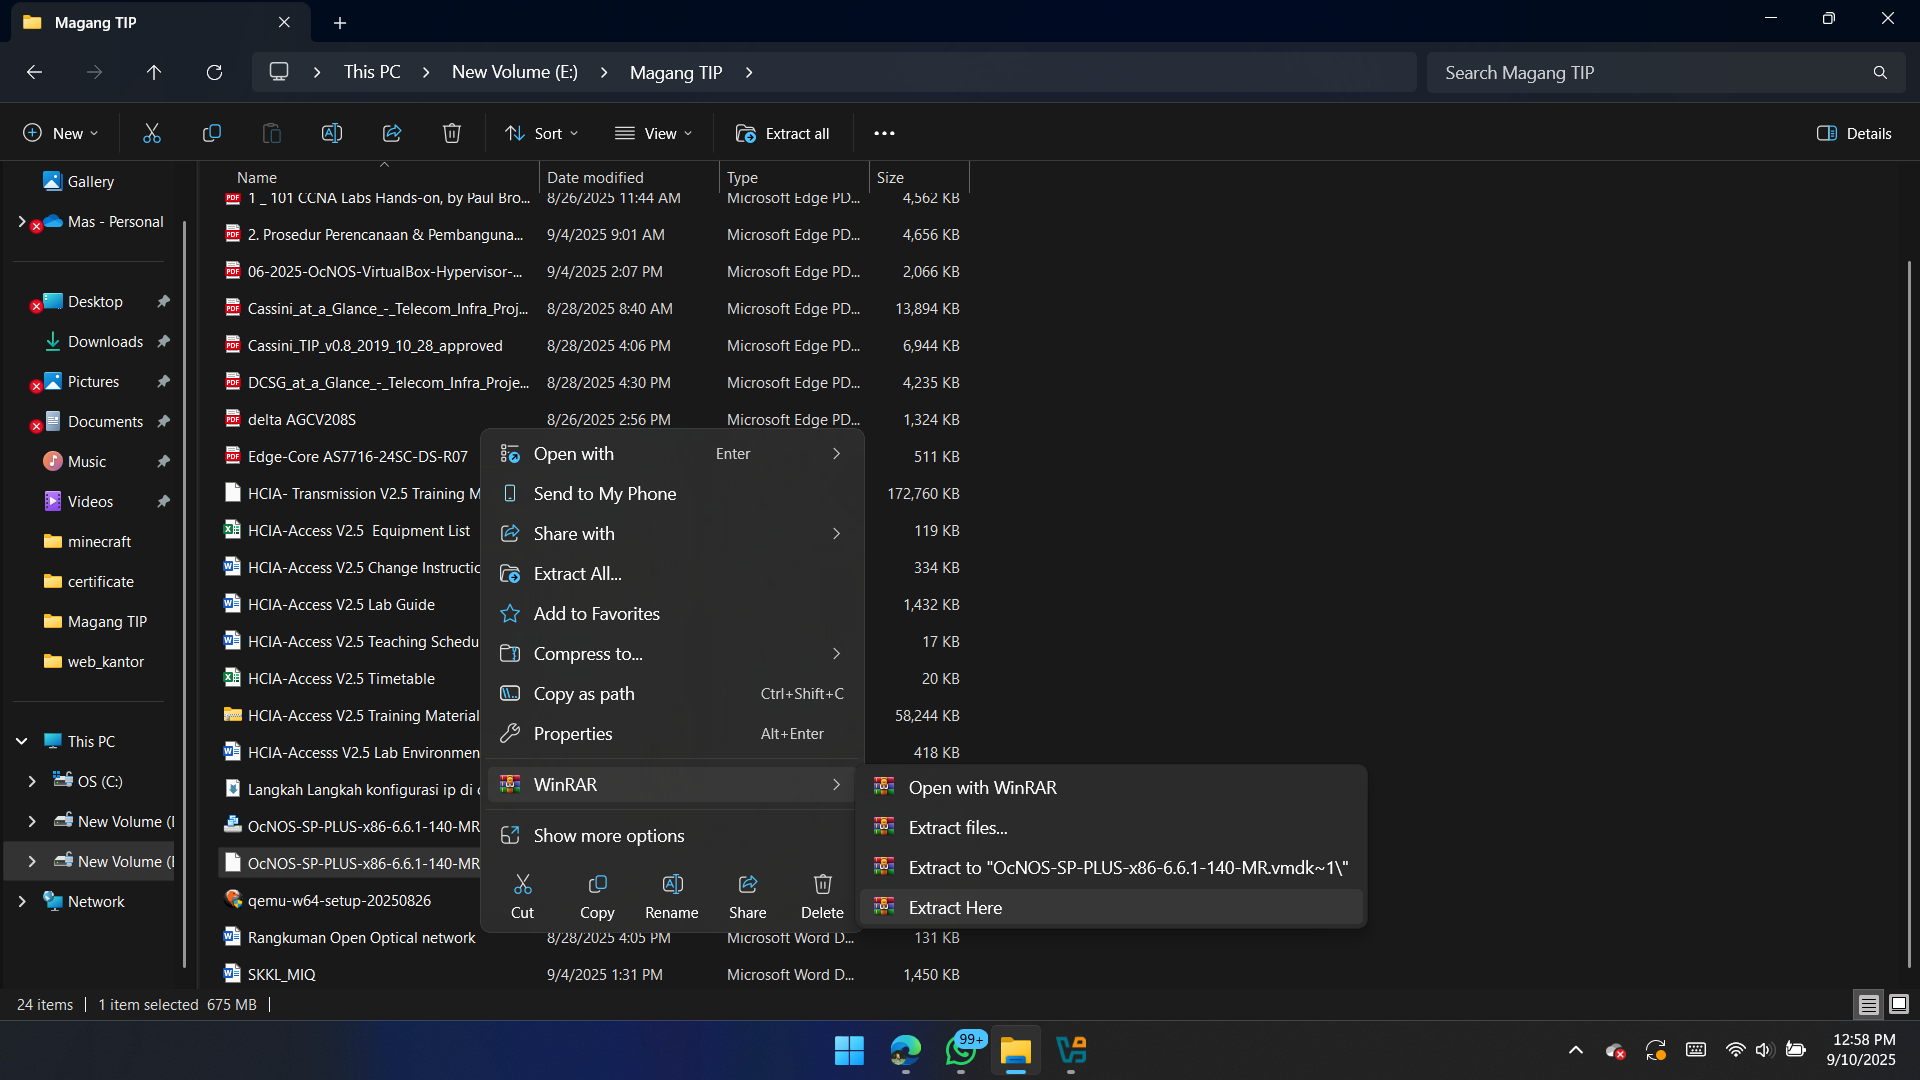 Magang TIP
This PC
New Volume (E:)
Magang TIP
Search Magang TIP
New
Sort
View
Extract all
Details
Name
Date modified
Type
Size
Gallery
Mas - Personal
Desktop
Downloads
Pictures
Documents
Music
Videos
minecraft
certificate
Magang TIP
web_kantor
This PC
OS (C:)
New Volume (
New Volume (
Network
1 _ 101 CCNA Labs Hands-on, by Paul Bro... 8/26/2025 11:44 AM Microsoft Edge PD... 4,562 KB
2. Prosedur Perencanaan & Pembanguna... 9/4/2025 9:01 AM Microsoft Edge PD... 4,656 KB
06-2025-OcNOS-VirtualBox-Hypervisor-... 9/4/2025 2:07 PM Microsoft Edge PD... 2,066 KB
Cassini_at_a_Glance_-_Telecom_Infra_Proj... 8/28/2025 8:40 AM Microsoft Edge PD... 13,894 KB
Cassini_TIP_v0.8_2019_10_28_approved 8/28/2025 4:06 PM Microsoft Edge PD... 6,944 KB
DCSG_at_a_Glance_-_Telecom_Infra_Proje... 8/28/2025 4:30 PM Microsoft Edge PD... 4,235 KB
delta AGCV208S 8/26/2025 2:56 PM Microsoft Edge PD... 1,324 KB
Edge-Core AS7716-24SC-DS-R07 511 KB
HCIA- Transmission V2.5 Training M 172,760 KB
HCIA-Access V2.5 Equipment List 119 KB
HCIA-Access V2.5 Change Instructic 334 KB
HCIA-Access V2.5 Lab Guide 1,432 KB
HCIA-Access V2.5 Teaching Schedu 17 KB
HCIA-Access V2.5 Timetable 20 KB
HCIA-Access V2.5 Training Material 58,244 KB
HCIA-Accesss V2.5 Lab Environmen 418 KB
Langkah Langkah konfigurasi ip di
OcNOS-SP-PLUS-x86-6.6.1-140-MR
OcNOS-SP-PLUS-x86-6.6.1-140-MR
qemu-w64-setup-20250826
Rangkuman Open Optical network 8/28/2025 4:05 PM Microsoft Word D... 131 KB
SKKL_MIQ 9/4/2025 1:31 PM Microsoft Word D... 1,450 KB
Open with Enter
Send to My Phone
Share with
Extract All...
Add to Favorites
Compress to...
Copy as path Ctrl+Shift+C
Properties Alt+Enter
WinRAR
Show more options
Cut Copy Rename Share Delete
Open with WinRAR
Extract files...
Extract to "OcNOS-SP-PLUS-x86-6.6.1-140-MR.vmdk~1\"
Extract Here
24 items 1 item selected 675 MB
99+
12:58 PM
9/10/2025